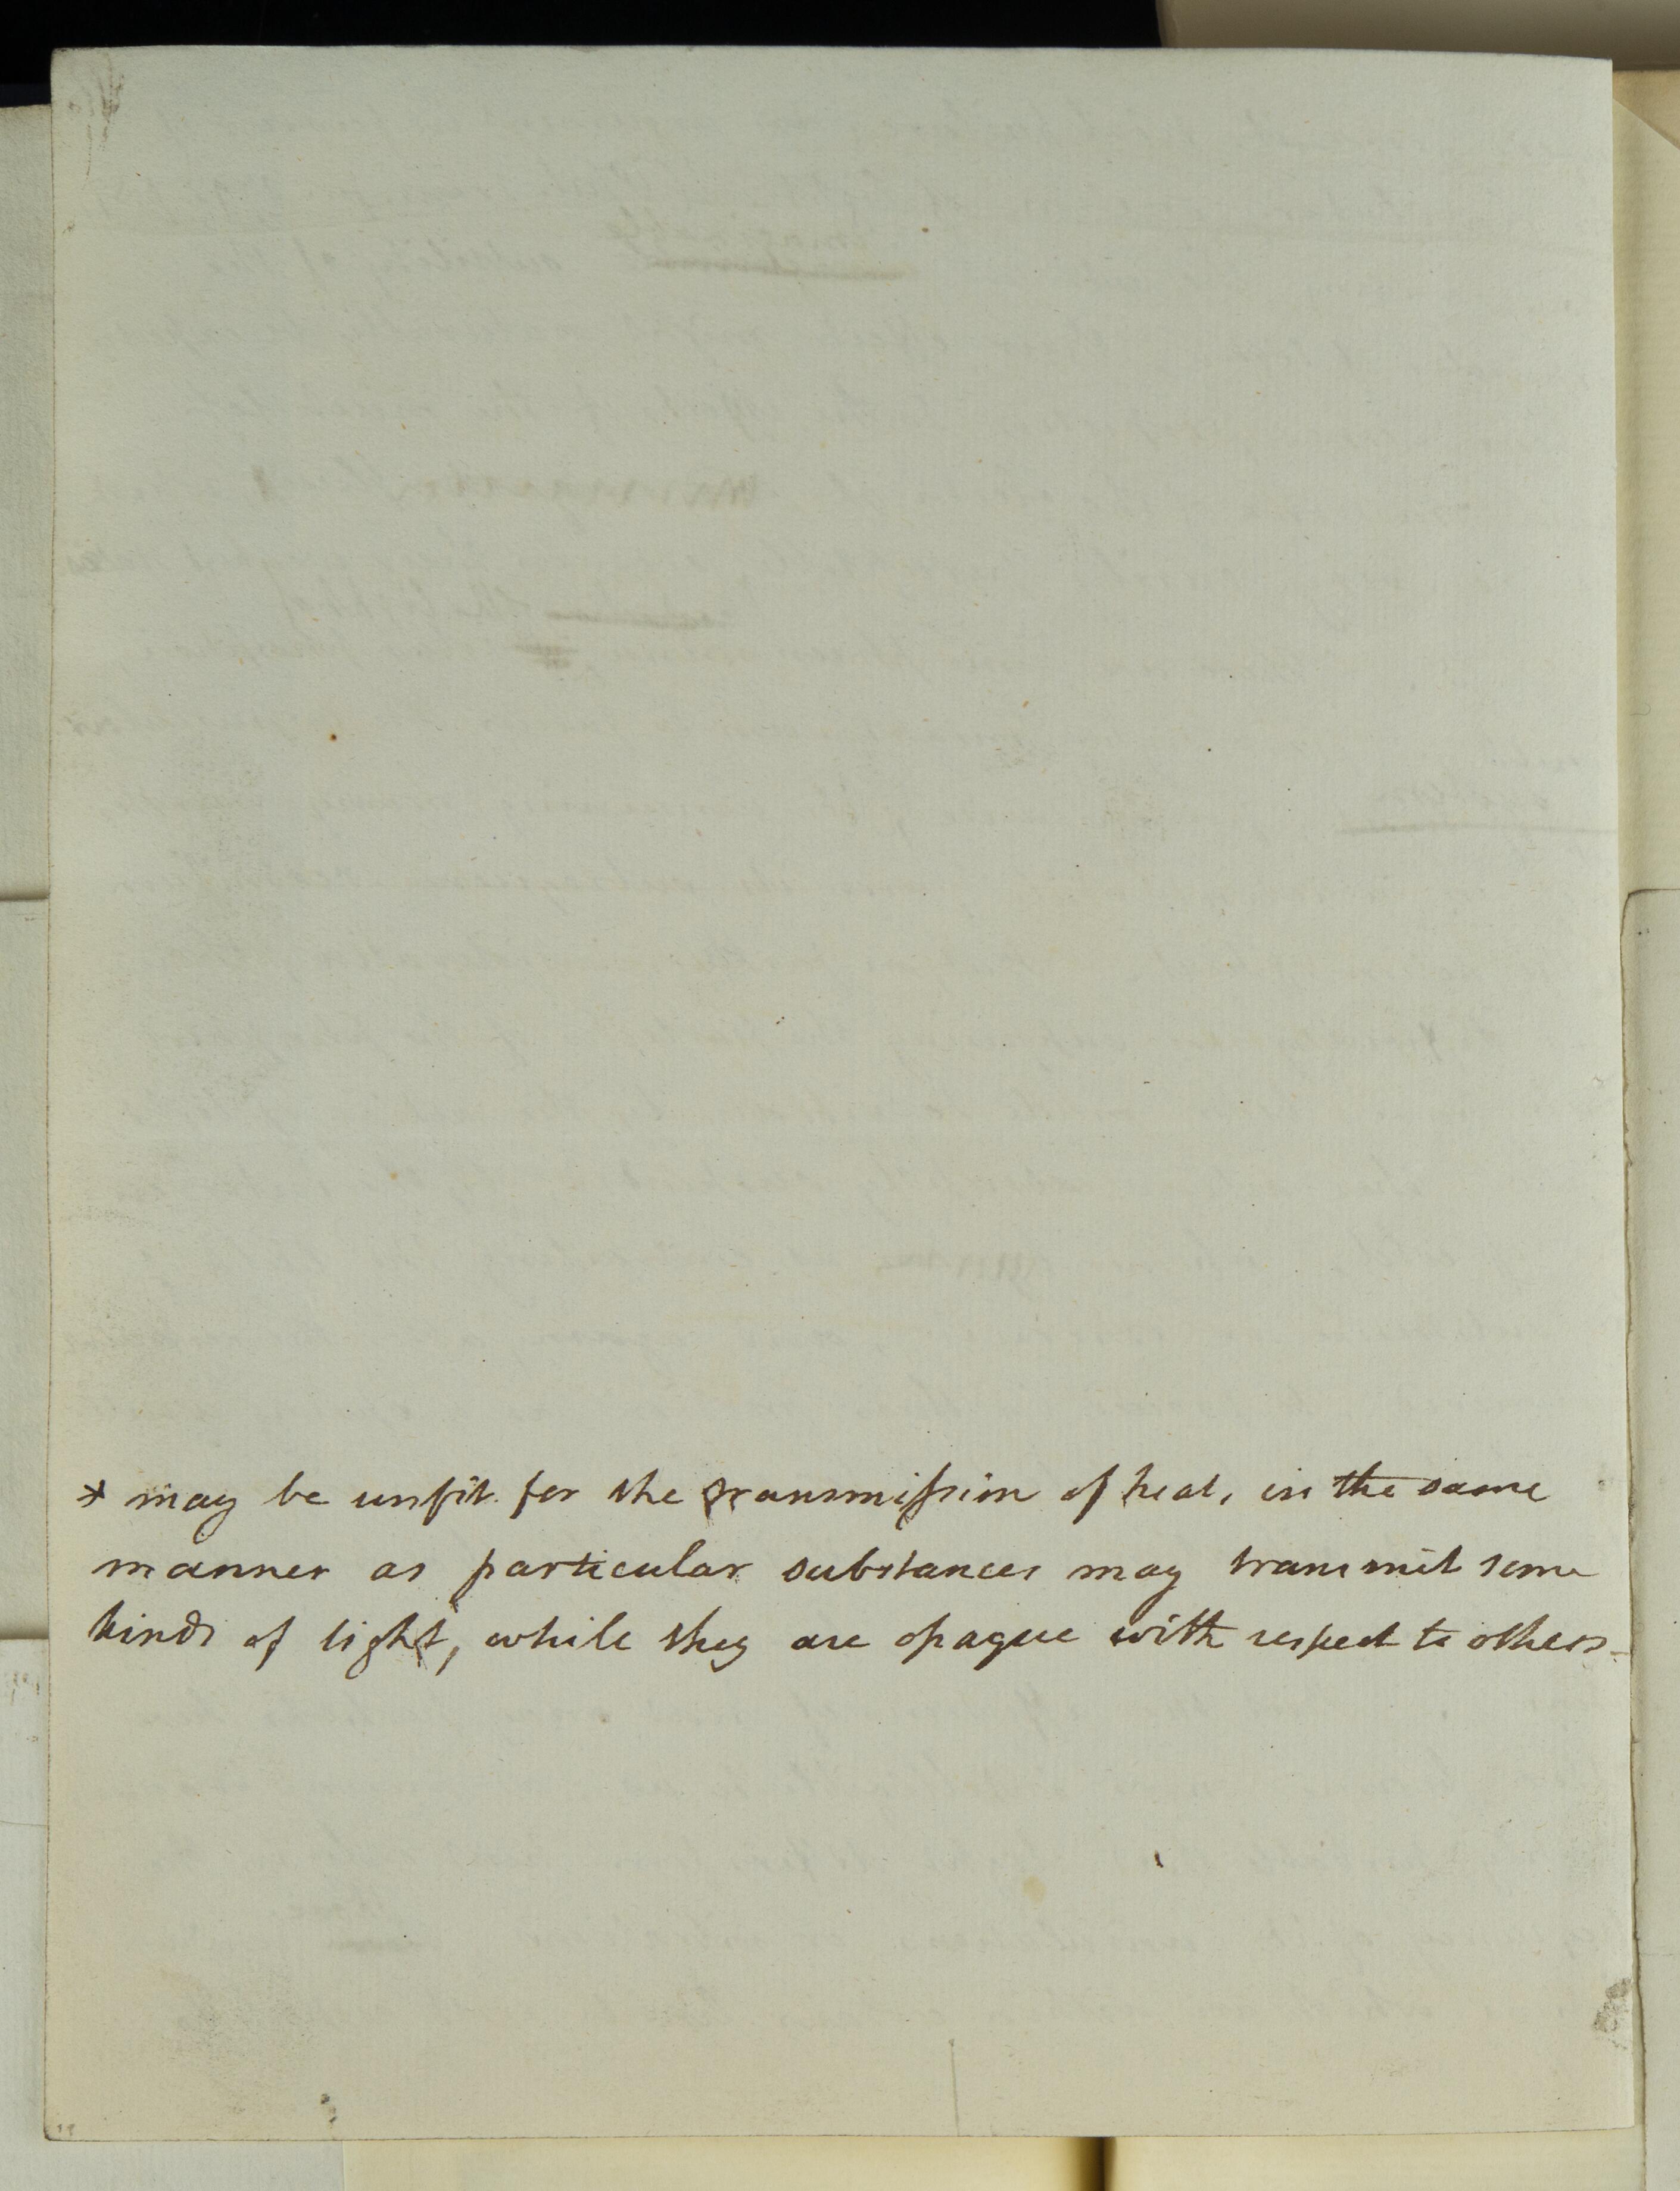 * may be unfit for the transmission of heat, in the same
manner as particular substances may transmit some
kinds of light, while they are opaque with respect to others.